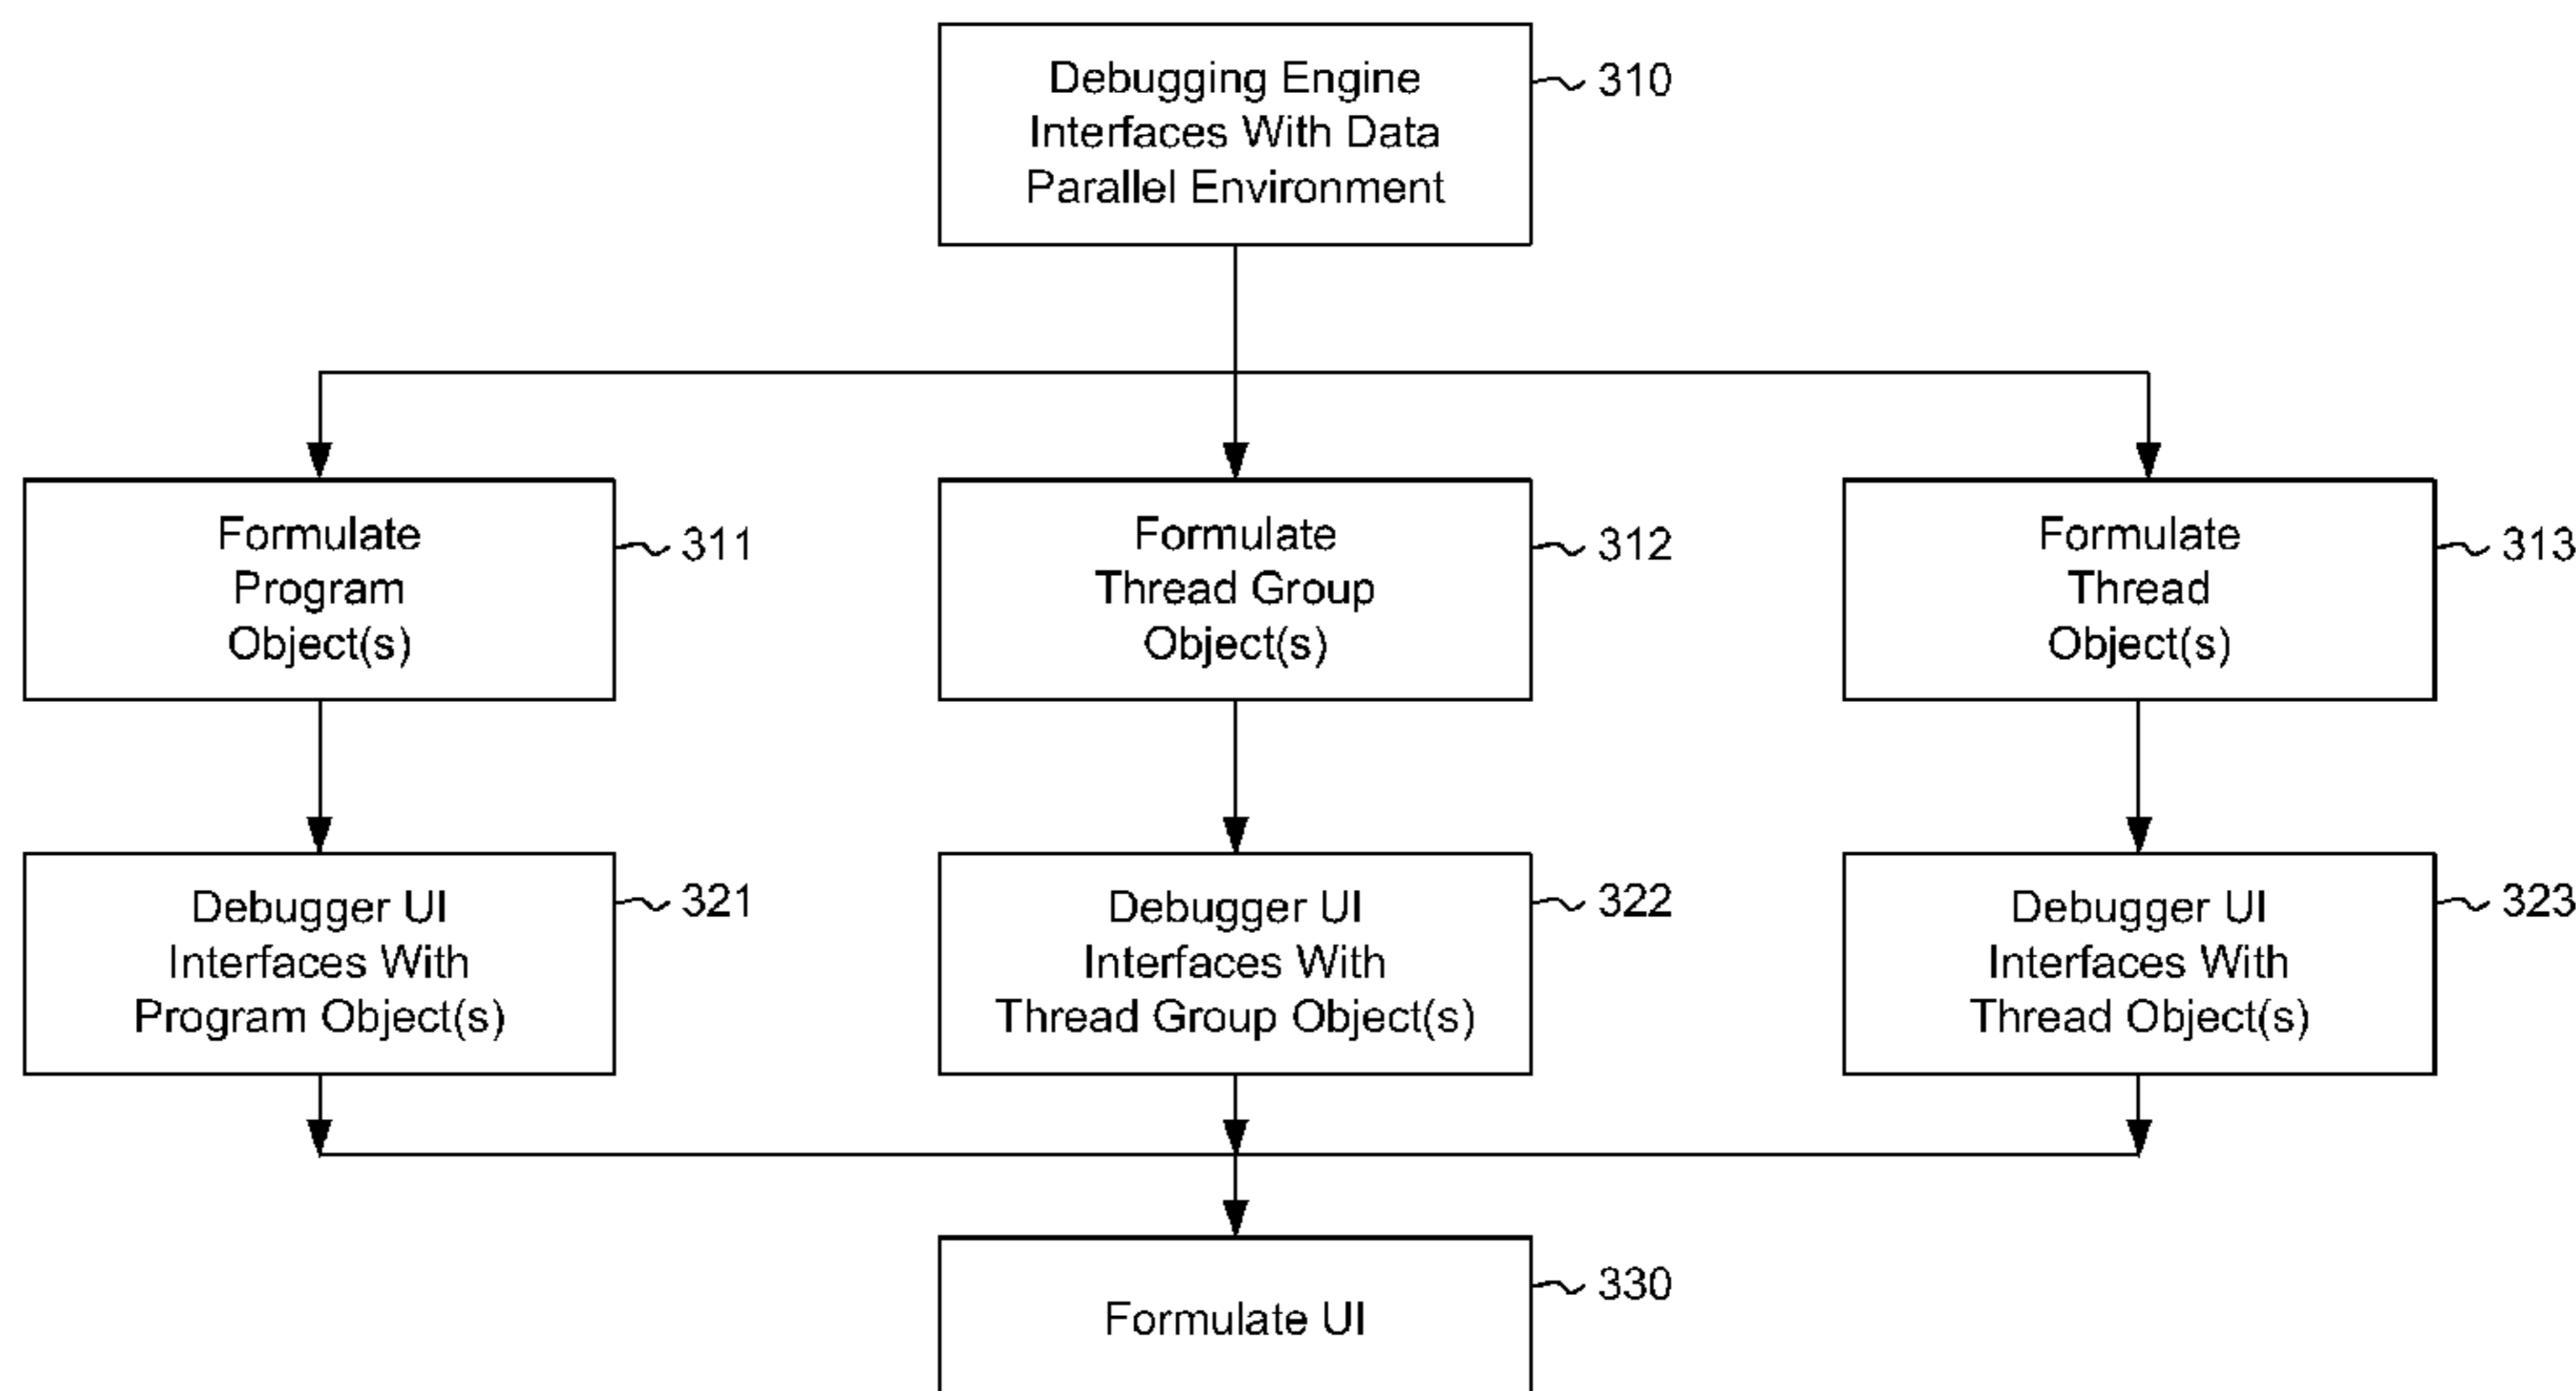 Debugging Engine
Interfaces With Data
Parallel Environment
310
Formulate
Program
Object(s)
311
Formulate
Thread Group
Object(s)
312
Formulate
Thread
Object(s)
313
Debugger UI
Interfaces With
Program Object(s)
321
Debugger UI
Interfaces With
Thread Group Object(s)
322
Debugger UI
Interfaces With
Thread Object(s)
323
Formulate UI
330